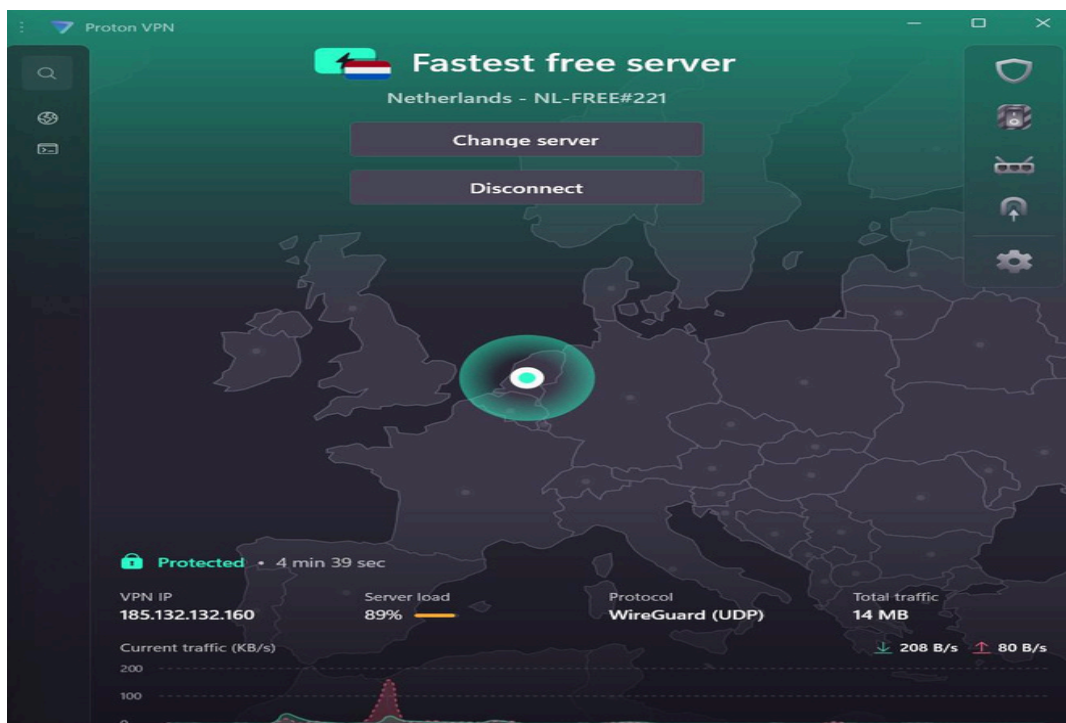 Proton VPN
Fastest free server
Netherlands - NL-FREE#221
Change server
Disconnect
Protected • 4 min 39 sec
VPN IP Server load Protocol Total traffic
185.132.132.160 89% WireGuard (UDP) 14 MB
Current traffic (KB/s) 208 B/s 80 B/s
200
100
0